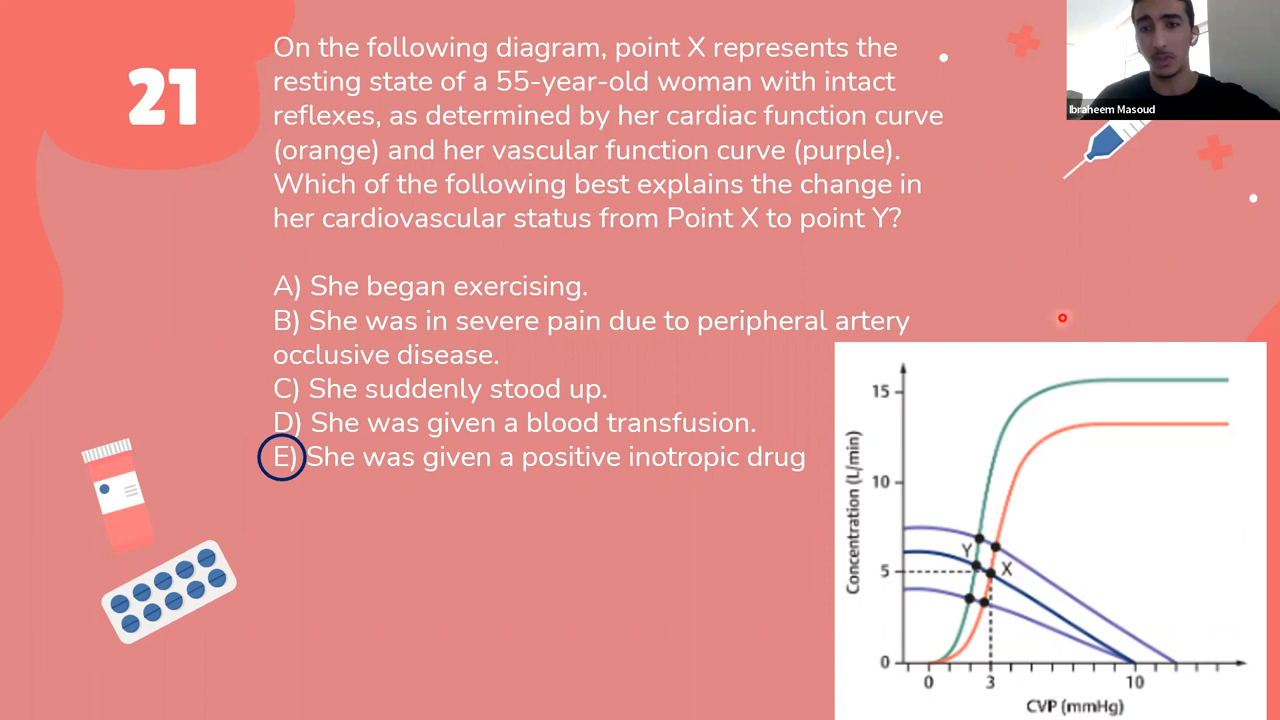 21
On the following diagram, point X represents the
resting state of a 55-year-old woman with intact
reflexes, as determined by her cardiac function curve
(orange) and her vascular function curve (purple).
Which of the following best explains the change in
her cardiovascular status from Point X to point Y?
A) She began exercising.
B) She was in severe pain due to peripheral artery
occlusive disease.
C) She suddenly stood up.
D) She was given a blood transfusion.
E) She was given a positive inotropic drug
Ibraheem Masoud
Concentration (L/min)
15
10
5
0
Y
X
0 3 10
CVP (mmHg)